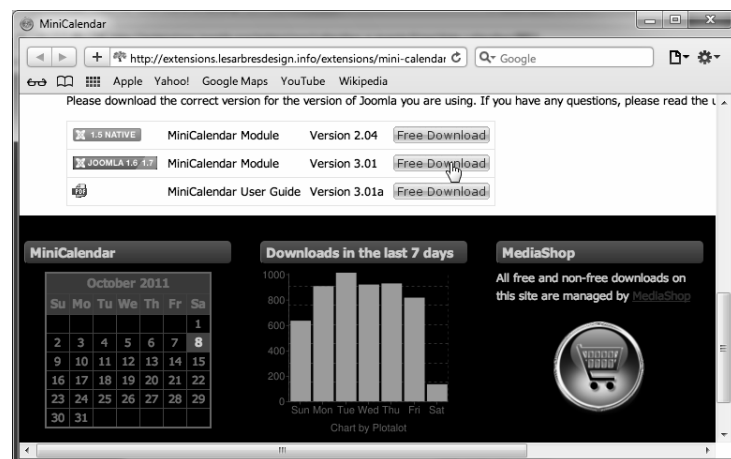 MiniCalendar
http://extensions.lesarbresdesign.info/extensions/mini-calendar
Google
Apple Yahoo! Google Maps YouTube Wikipedia
Please download the correct version for the version of Joomla you are using. If you have any questions, please read the
1.5 NATIVE MiniCalendar Module Version 2.04 Free Download
JOOMLA 1.6 1.7 MiniCalendar Module Version 3.01 Free Download
PDF MiniCalendar User Guide Version 3.01a Free Download
MiniCalendar
October 2011
Su Mo Tu We Th Fr Sa
1
2 3 4 5 6 7 8
9 10 11 12 13 14 15
16 17 18 19 20 21 22
23 24 25 26 27 28 29
30 31
Downloads in the last 7 days
1000
800
600
400
200
0
Sun Mon Tue Wed Thu Fri Sat
Chart by Plotalot
MediaShop
All free and non-free downloads on
this site are managed by MediaShop